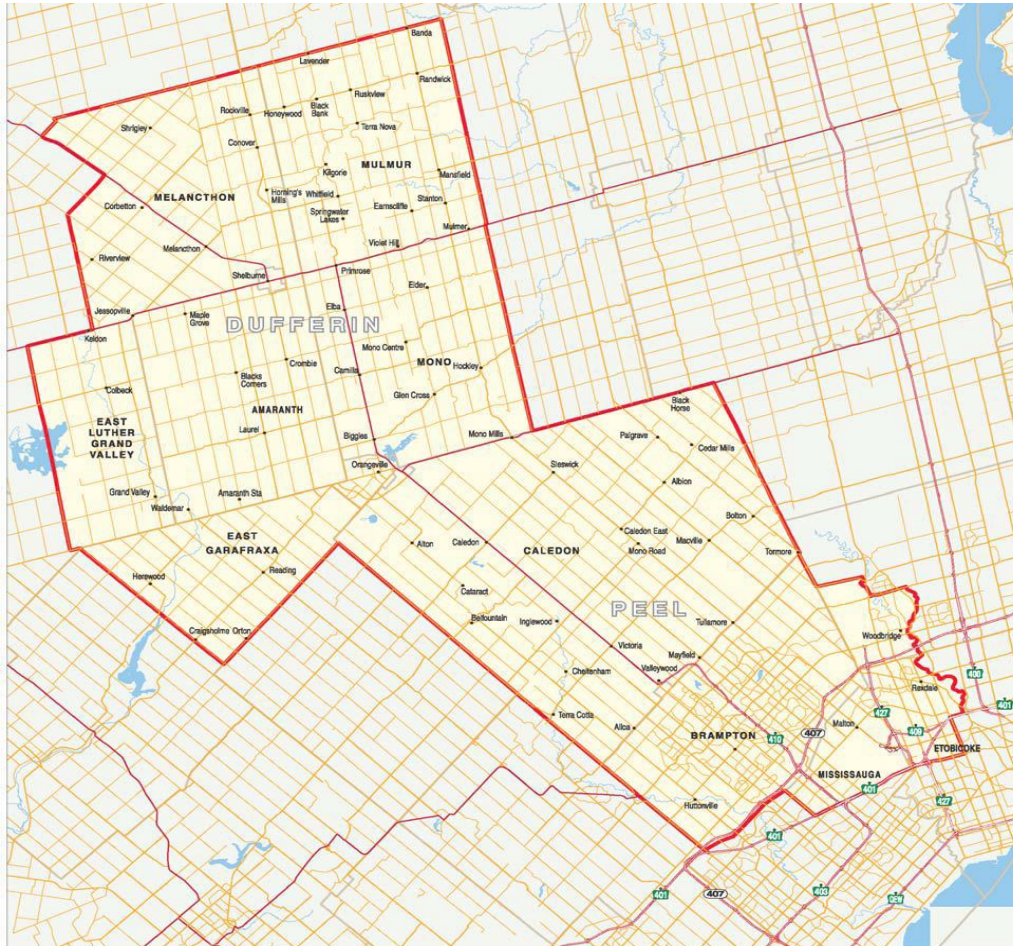 Banda
Lavender
Randwick
Ruskview
Black
Bank
Rockville
Honeywood
Shrigley
Terra Nova
Conover
MULMUR
Kilgorie
Mansfield
MELANCTHON
Horning's
Mills
Whitfield
Stanton
Corbetton
Springwater
Lakes
Earnscliffe
Mulmer
Melancthon
Violet Hill
Riverview
Shelburne
Primrose
Elder
Jessopville
Maple
Grove
Elba
DUFFERIN
Keldon
Mono Centre
Crombie
MONO
Hockley
Blacks
Corners
Camilla
Colbeck
Glen Cross
Black
Horse
AMARANTH
EAST
LUTHER
GRAND
VALLEY
Laurel
Biggles
Mono Mills
Palgrave
Cedar Mills
Orangeville
Sleswick
Albion
Grand Valley
Amaranth Sta
Waldemar
Bolton
EAST
GARAFRAXA
Caledon East
Alton
Caledon
CALEDON
Mono Road
Macville
Tormore
Herewood
Reading
Cataract
PEEL
Belfountain
Inglewood
Tullamore
Craigsholme
Orton
Woodbridge
Victoria
Mayfield
Cheltenham
Valleywood
400
Rexdale
401
Terra Cotta
427
Alloa
Malton
409
BRAMPTON
410
407
ETOBICOKE
MISSISSAUGA
401
Huttonville
427
401
401
407
403
QEW